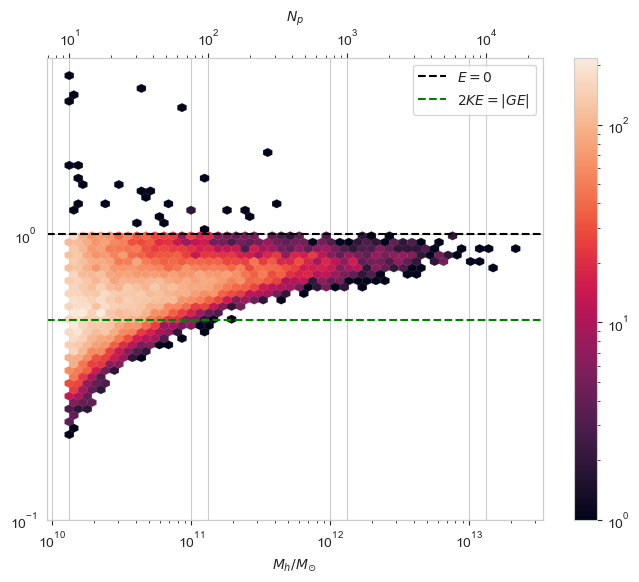 $N_p$
$10^1$ $10^2$ $10^3$ $10^4$
$E = 0$
$2KE = |GE|$
$10^2$
$10^0$
$10^1$
$10^{-1}$ $10^0$
$10^{10}$ $10^{11}$ $10^{12}$ $10^{13}$
$M_h/M_\odot$